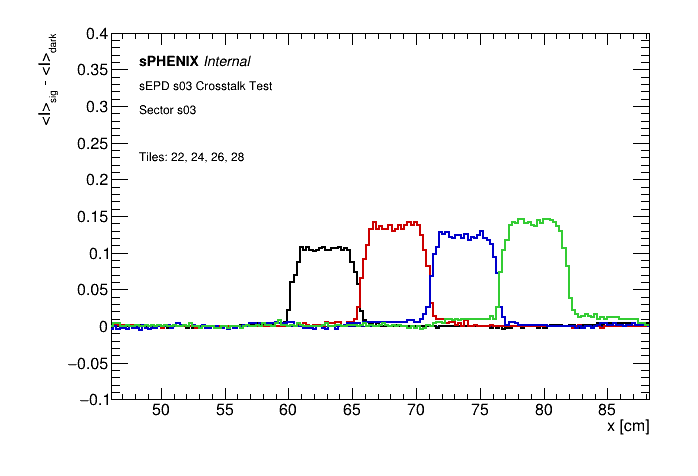 <I>sig - <I>dark
0.4
0.35
0.3
0.25
0.2
0.15
0.1
0.05
0
−0.05
−0.1
sPHENIX Internal
sEPD s03 Crosstalk Test
Sector s03
Tiles: 22, 24, 26, 28
50 55 60 65 70 75 80 85
x [cm]